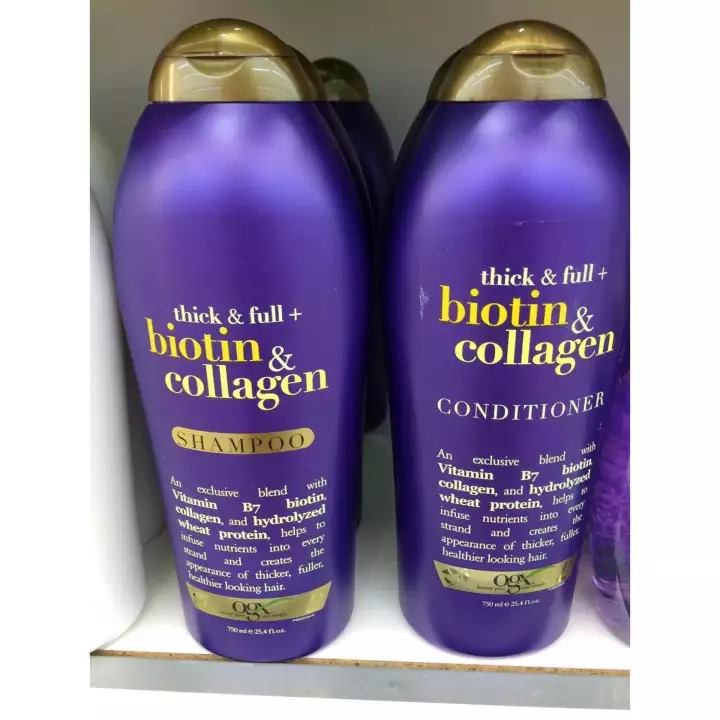 thick & full +
biotin &
collagen
SHAMPOO
An exclusive blend with
Vitamin B7 biotin,
collagen, and hydrolyzed
wheat protein, helps to
infuse nutrients into every
strand and creates the
appearance of thicker, fuller,
healthier looking hair.
ogx
750 ml e 25.4 fl.oz.
thick & full +
biotin &
collagen
CONDITIONER
An exclusive blend with
Vitamin B7 biotin,
collagen, and hydrolyzed
wheat protein, helps to
infuse nutrients into every
strand and creates the
appearance of thicker, fuller,
healthier looking hair.
ogx
beauty pure and simple
750 ml e 25.4 fl.oz.